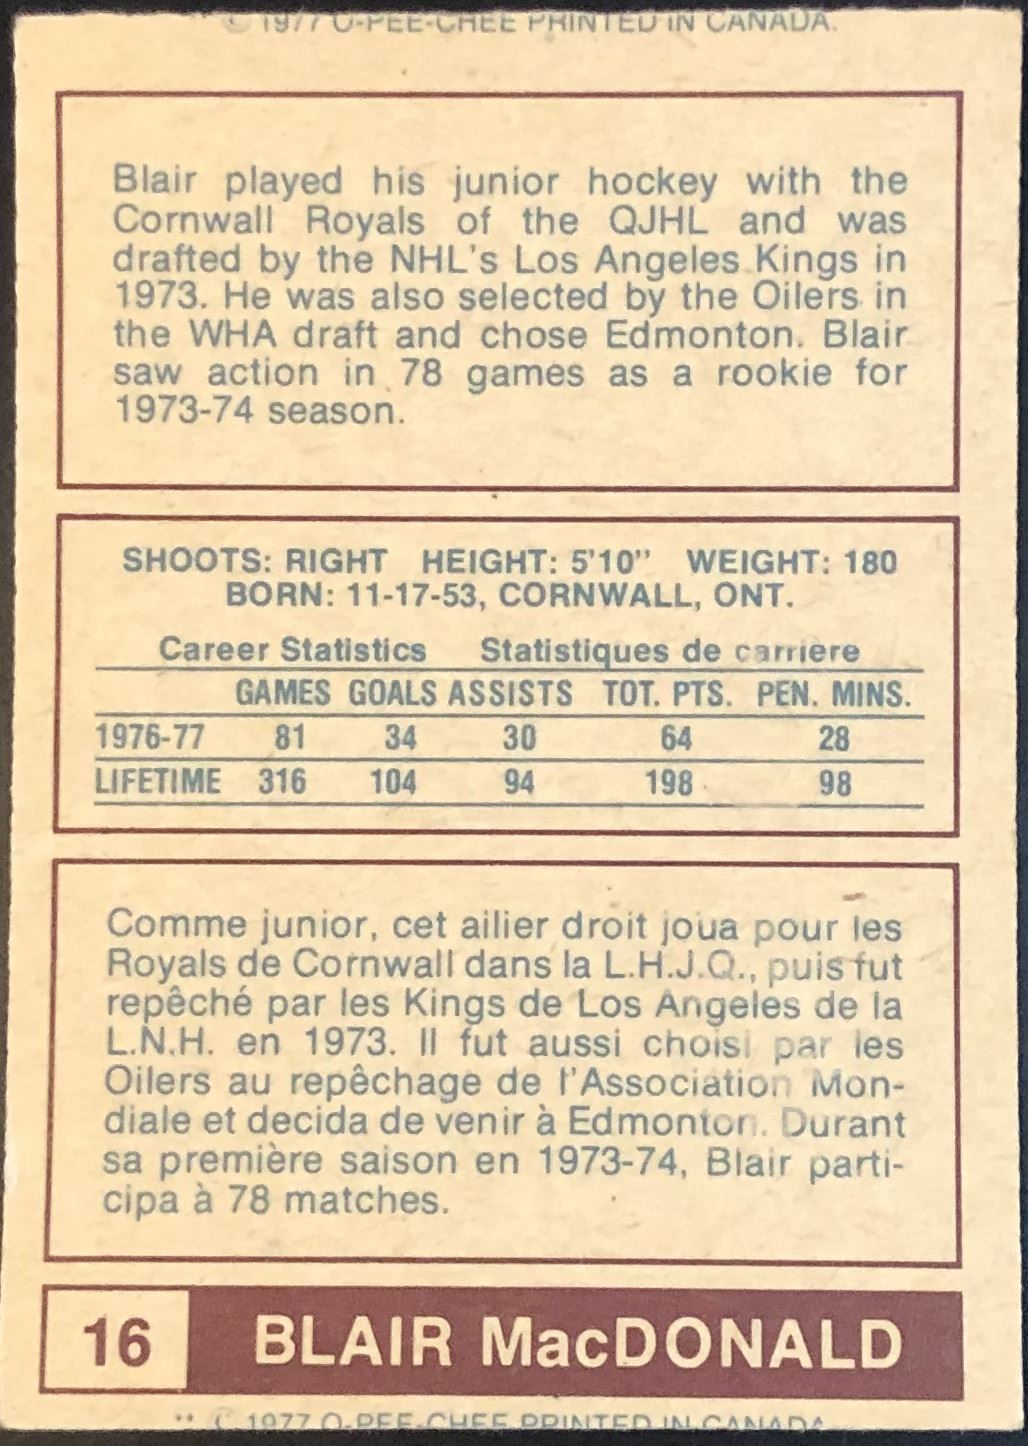 © 1977 O-PEE-CHEE PRINTED IN CANADA.
Blair played his junior hockey with the
Cornwall Royals of the QJHL and was
drafted by the NHL's Los Angeles Kings in
1973. He was also selected by the Oilers in
the WHA draft and chose Edmonton. Blair
saw action in 78 games as a rookie for
1973-74 season.
SHOOTS: RIGHT HEIGHT: 5'10" WEIGHT: 180
BORN: 11-17-53, CORNWALL, ONT.
Career Statistics Statistiques de carrière
GAMES GOALS ASSISTS TOT. PTS. PEN. MINS.
1976-77 81 34 30 64 28
LIFETIME 316 104 94 198 98
Comme junior, cet ailier droit joua pour les
Royals de Cornwall dans la L.H.J.Q., puis fut
repêché par les Kings de Los Angeles de la
L.N.H. en 1973. Il fut aussi choisi par les
Oilers au repêchage de l'Association Mon-
diale et decida de venir à Edmonton. Durant
sa première saison en 1973-74, Blair parti-
cipa à 78 matches.
16 BLAIR MacDONALD
** © 1977 O-PEE-CHEE PRINTED IN CANADA